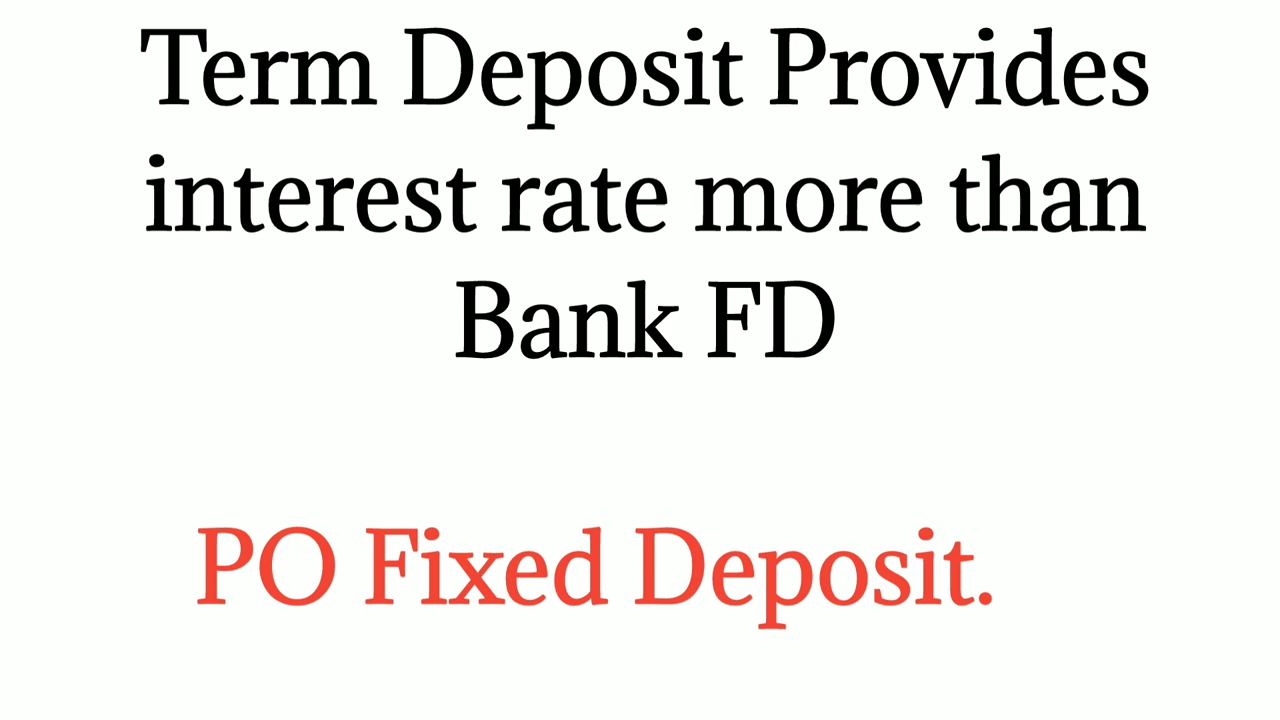 Term Deposit Provides
interest rate more than
Bank FD
PO Fixed Deposit.